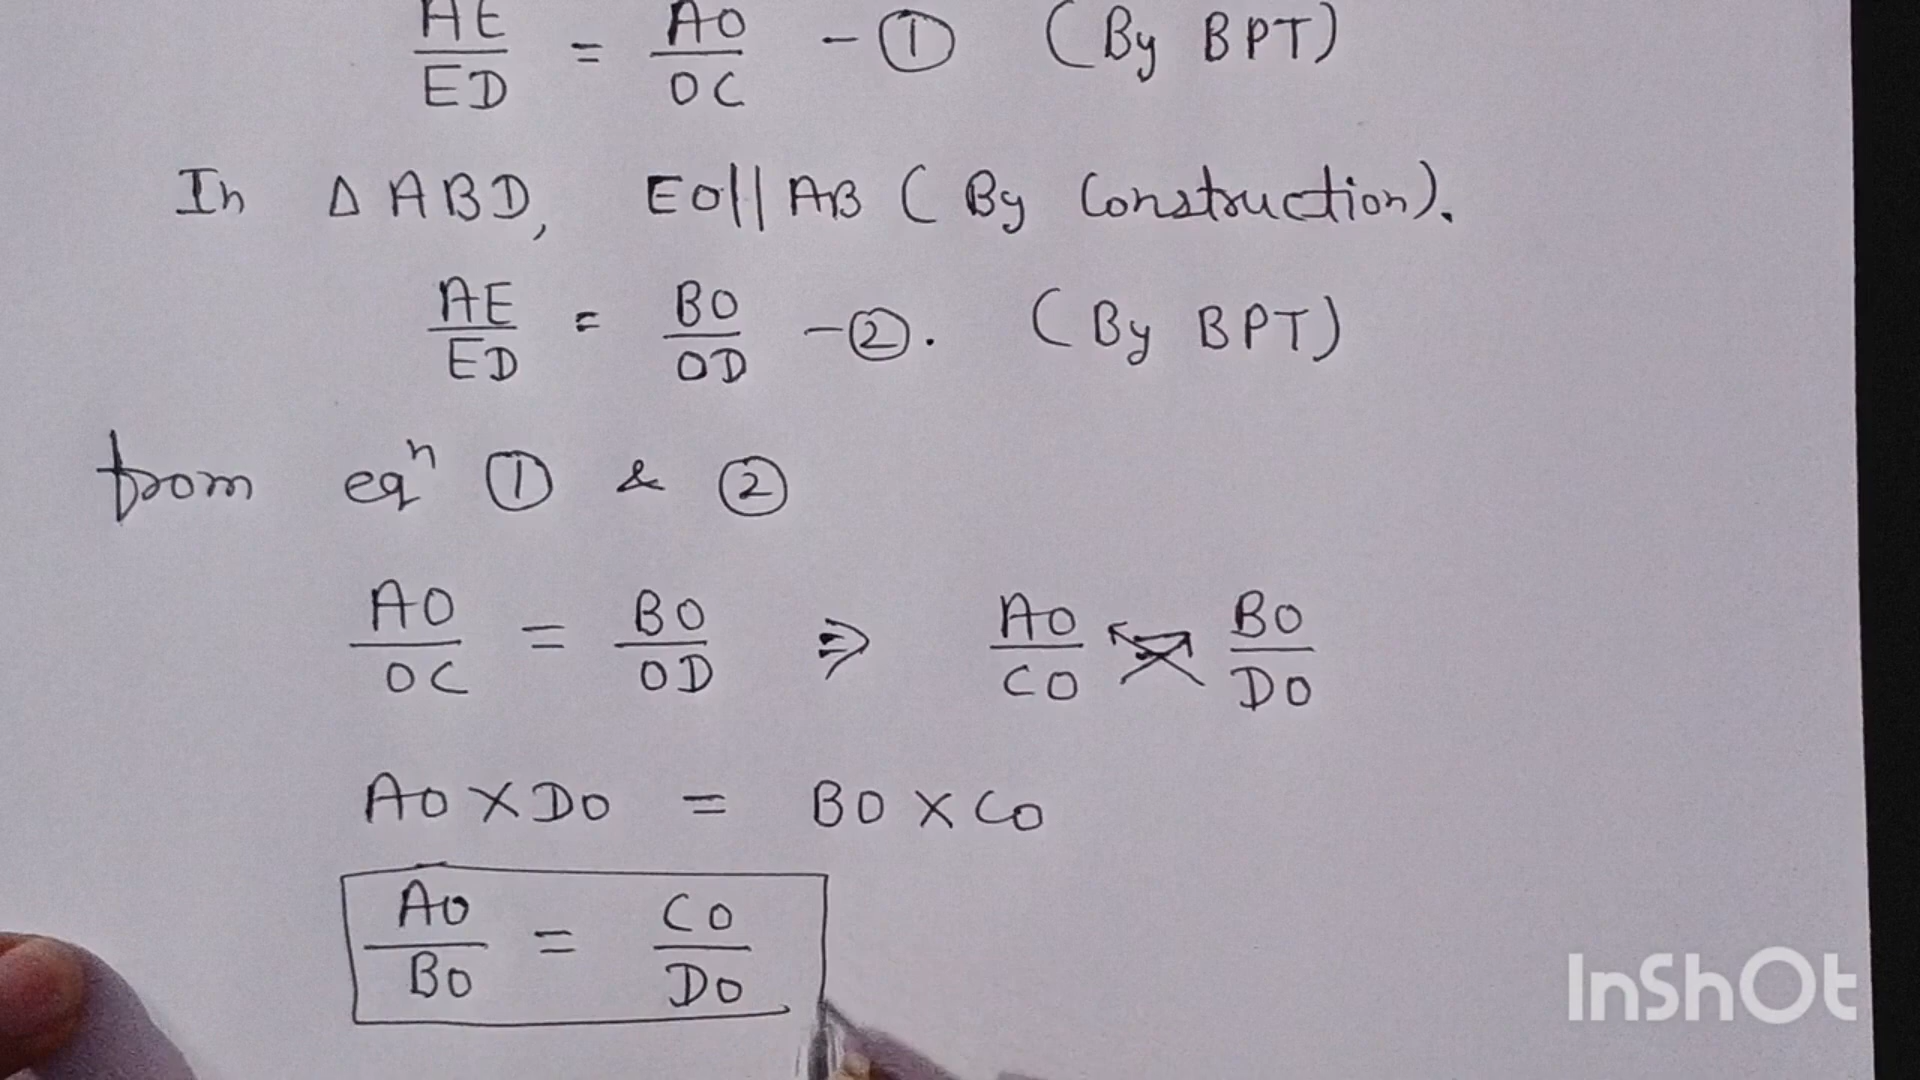 AE/ED = AO/OC - ① (By BPT)
In △ ABD, EO||AB (By Construction).
AE/ED = BO/OD - ②. (By BPT)
from eqⁿ ① & ②
AO/OC = BO/OD ⇒ AO/CO BO/DO
AO × DO = BO × CO
AO/BO = CO/DO
InShOt